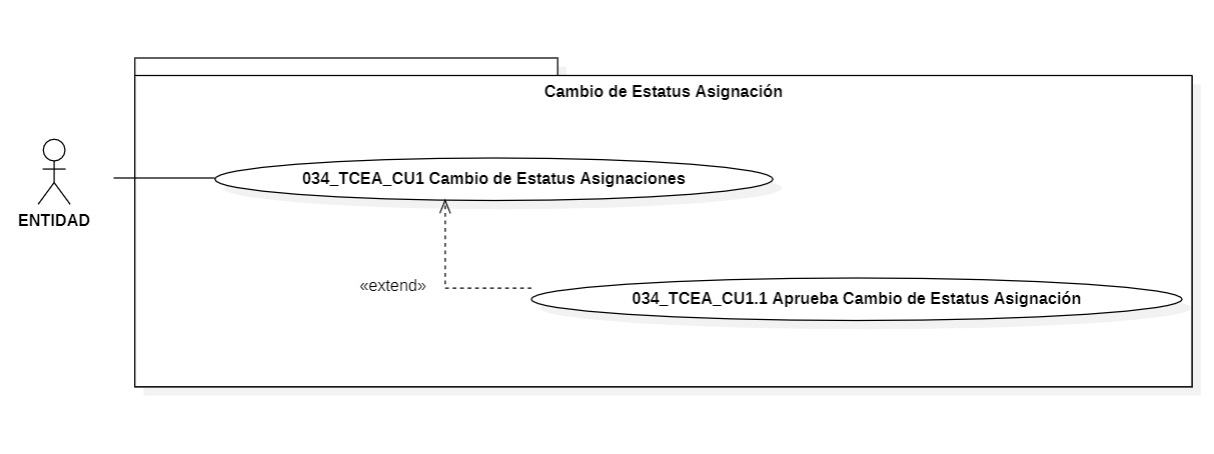 Cambio de Estatus Asignación
034_TCEA_CU1 Cambio de Estatus Asignaciones
ENTIDAD
«extend»
034_TCEA_CU1.1 Aprueba Cambio de Estatus Asignación